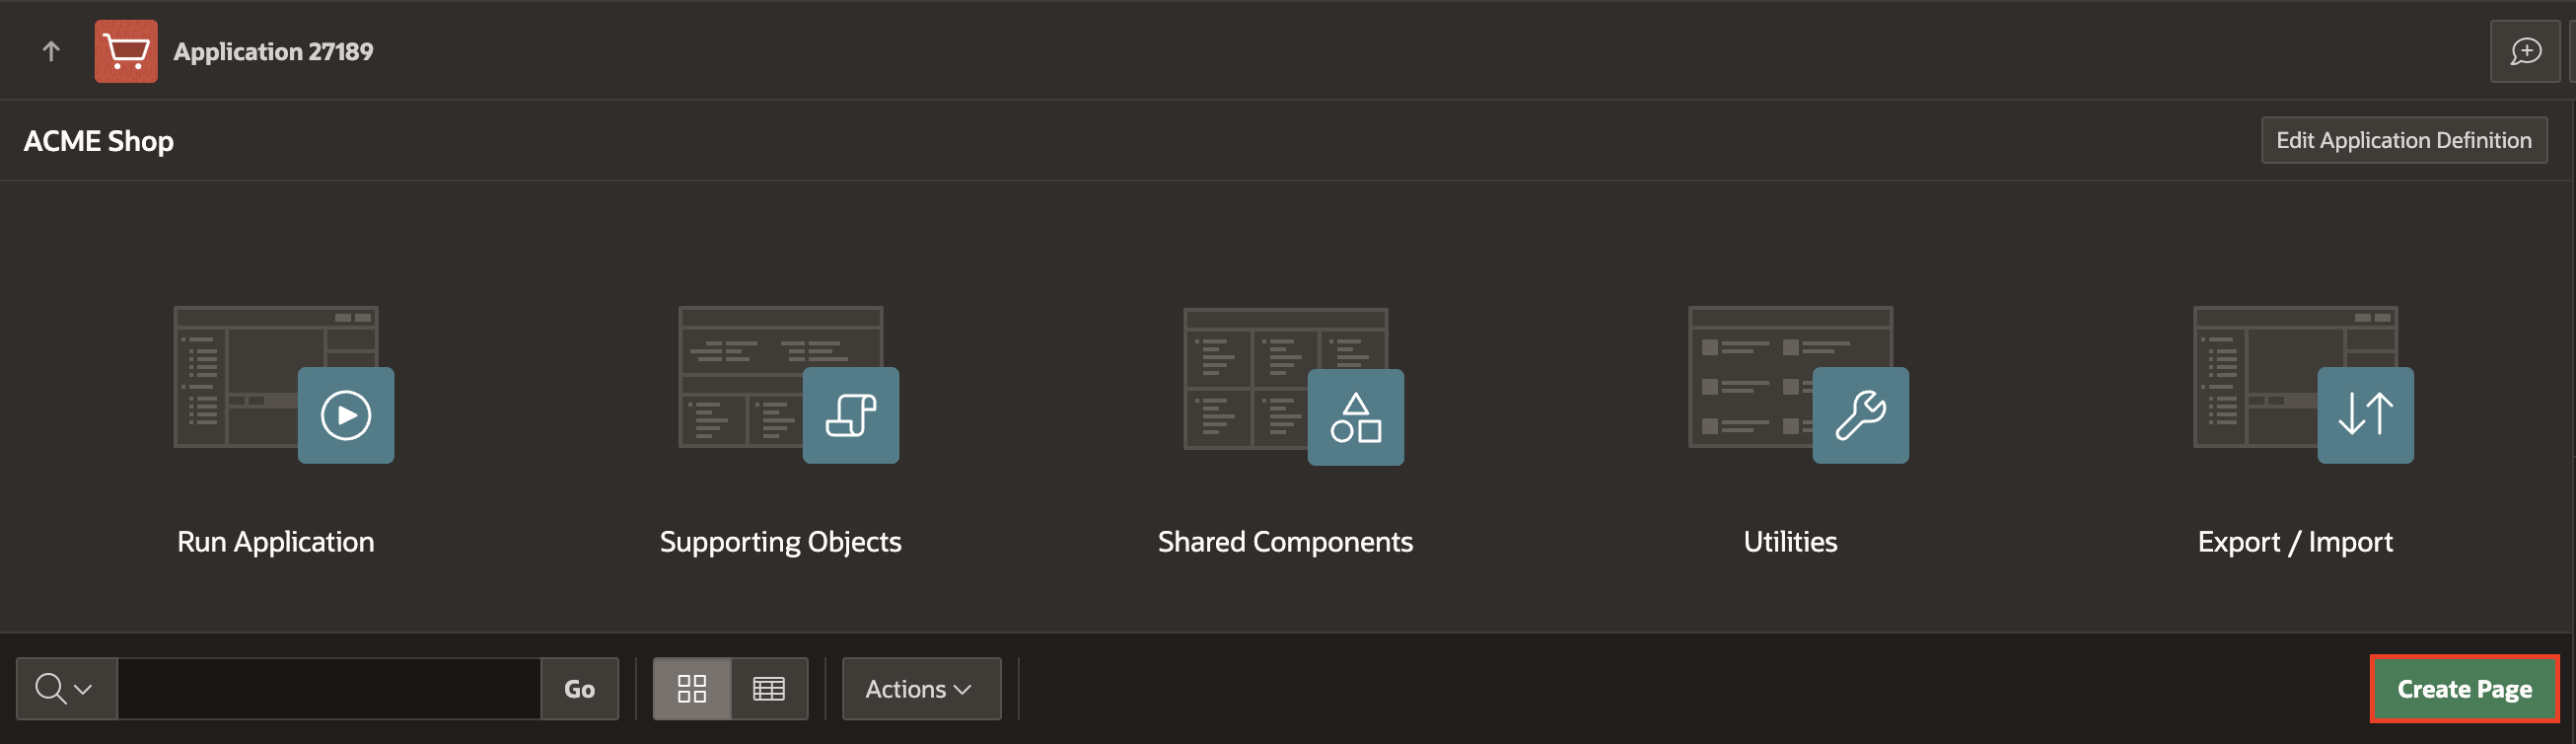 Application 27189
ACME Shop
Edit Application Definition
Run Application
Supporting Objects
Shared Components
Utilities
Export / Import
Go
Actions
Create Page